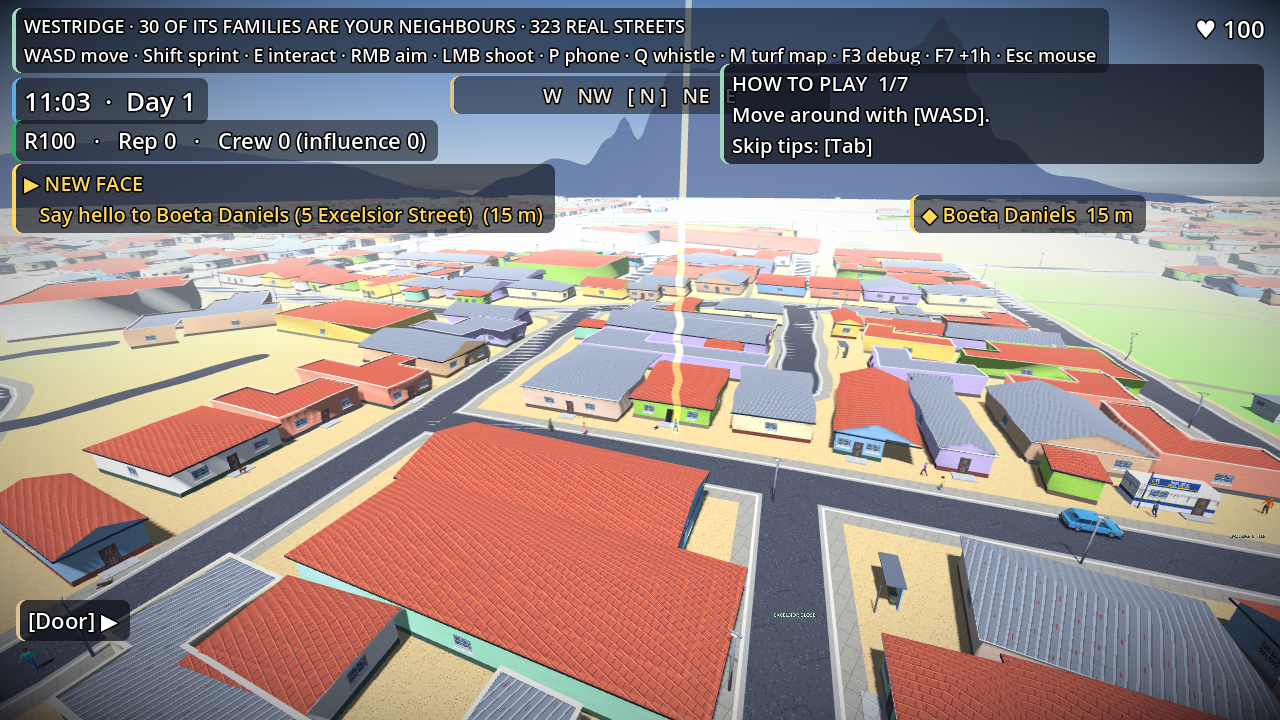 WESTRIDGE · 30 OF ITS FAMILIES ARE YOUR NEIGHBOURS · 323 REAL STREETS
WASD move · Shift sprint · E interact · RMB aim · LMB shoot · P phone · Q whistle · M turf map · F3 debug · F7 +1h · Esc mouse
♥ 100
11:03 · Day 1
W NW [ N ] NE E
HOW TO PLAY 1/7
Move around with [WASD].
Skip tips: [Tab]
R100 · Rep 0 · Crew 0 (influence 0)
▶ NEW FACE
Say hello to Boeta Daniels (5 Excelsior Street) (15 m)
◆ Boeta Daniels 15 m
EXCELSIOR CLOSE
[Door] ▶